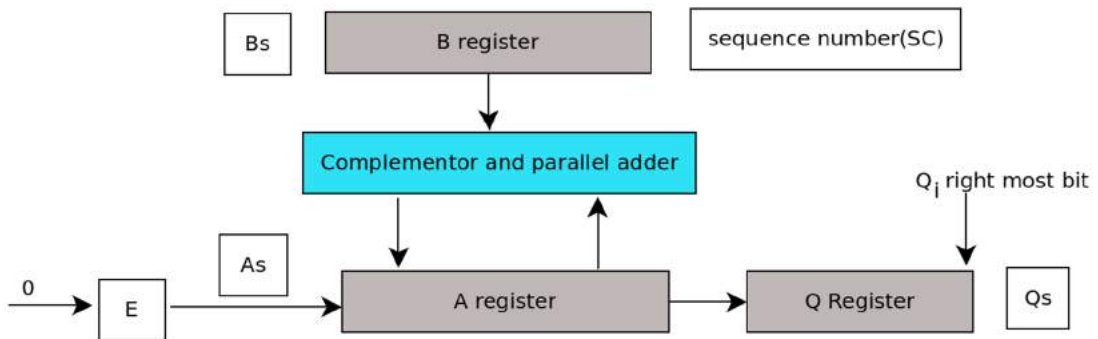 Bs
B register
sequence number(SC)
Complementor and parallel adder
Qi right most bit
0
E
As
A register
Q Register
Qs